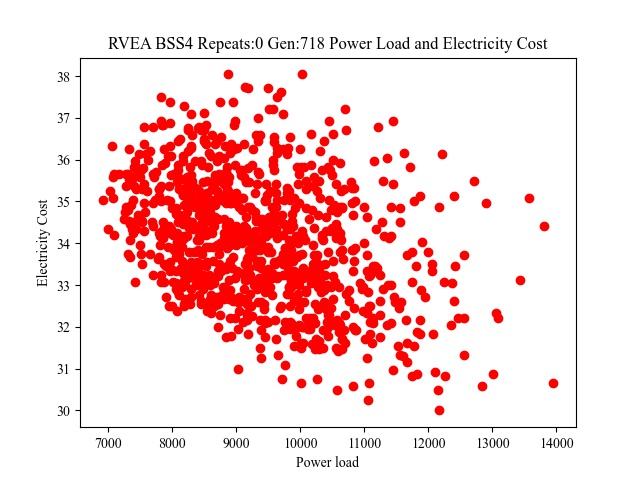 RVEA BSS4 Repeats:0 Gen:718 Power Load and Electricity Cost
38
37
36
35
34
33
32
31
30
Electricity Cost
7000 8000 9000 10000 11000 12000 13000 14000
Power load